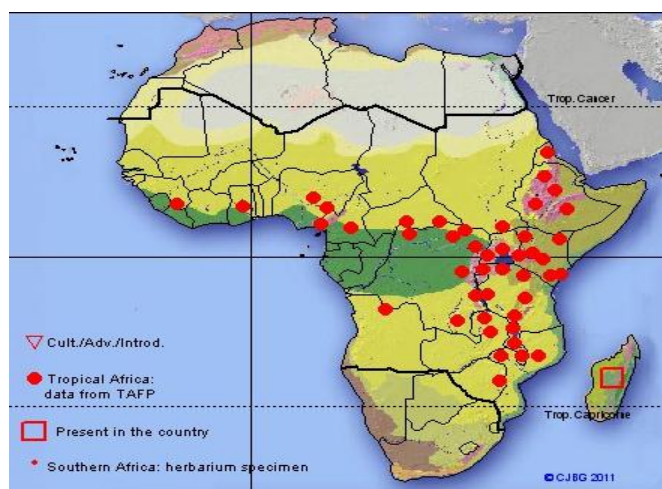 Trop. Cancer
Cult./Adv./Introd.
Tropical Africa:
data from TAFP
Trop. Capricorne
Present in the country
Southern Africa: herbarium specimen
© CJBG 2011